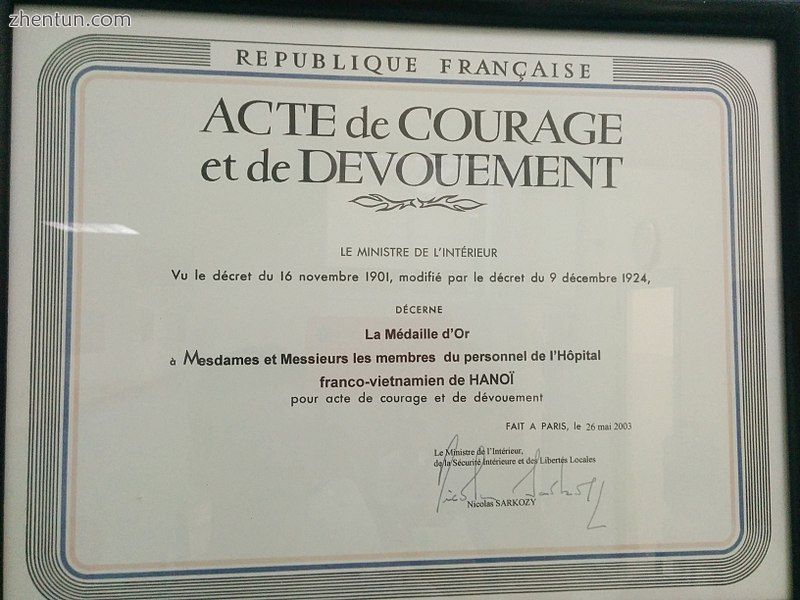 zhentun.com
REPUBLIQUE FRANÇAISE
ACTE de COURAGE
et de DEVOUEMENT
LE MINISTRE DE L'INTÉRIEUR
Vu le décret du 16 novembre 1901, modifié par le décret du 9 décembre 1924,
DÉCERNE
La Médaille d'Or
à Mesdames et Messieurs les membres du personnel de l'Hôpital
franco-vietnamien de HANOÏ
pour acte de courage et de dévouement
FAIT A PARIS, le 26 mai 2003
Le Ministre de l'Intérieur,
de la Sécurité Intérieure et des Libertés Locales
Nicolas Sarkozy
Nicolas SARKOZY